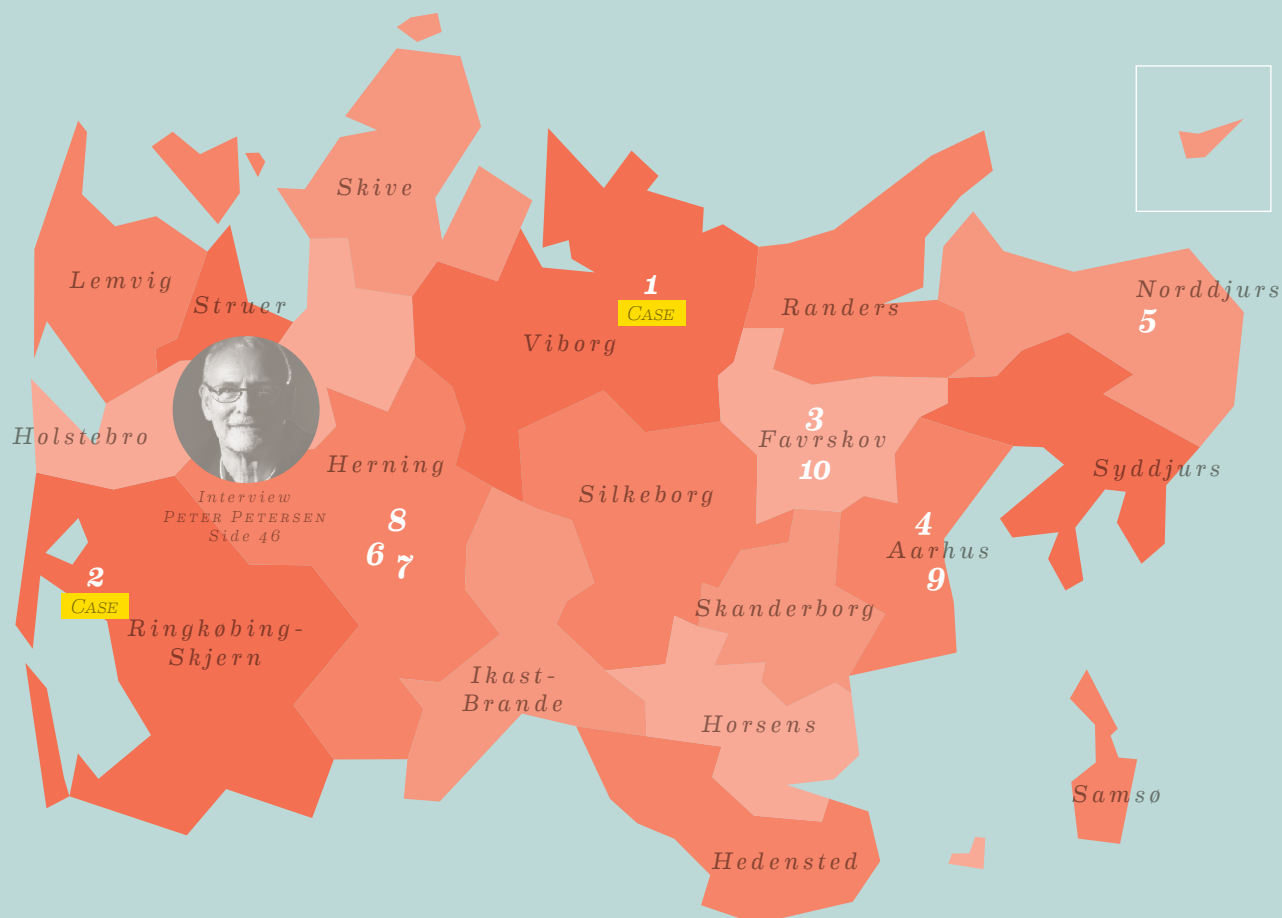 Skive
Lemvig
Struer
1
CASE
Norddjurs
5
Randers
Viborg
3
Favrskov
10
Holstebro
Herning
Silkeborg
Syddjurs
Interview
PETER PETERSEN
Side 46
8
6 7
4
Aarhus
9
2
CASE
Skanderborg
Ringkøbing-
Skjern
Ikast-
Brande
Horsens
Samsø
Hedensted